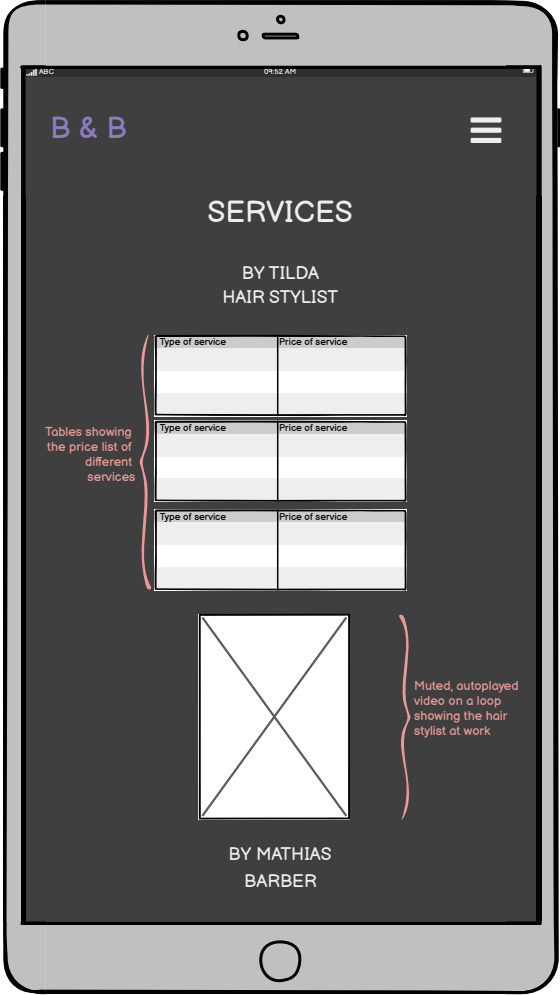 ABC 09:52 AM
B & B
SERVICES
BY TILDA
HAIR STYLIST
Type of service Price of service
Type of service Price of service
Type of service Price of service
Tables showing
the price list of
different
services
Muted, autoplayed
video on a loop
showing the hair
stylist at work
BY MATHIAS
BARBER